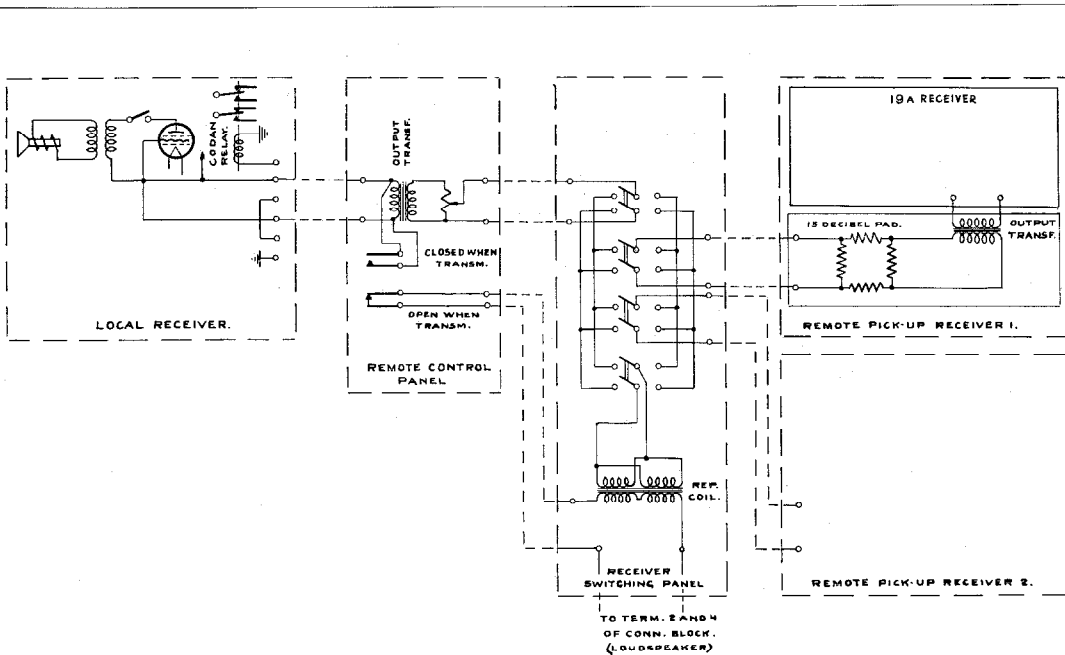 19A RECEIVER
CODAN
RELAY.
OUTPUT
TRANSF.
15 DECIBEL PAD.
OUTPUT
TRANSF.
CLOSED WHEN
TRANSM.
OPEN WHEN
TRANSM.
LOCAL RECEIVER.
REMOTE PICK-UP RECEIVER 1.
REMOTE CONTROL
PANEL
REP.
COIL.
RECEIVER
SWITCHING PANEL
REMOTE PICK-UP RECEIVER 2.
TO TERM. 2 AND 4
OF CONN. BLOCK.
(LOUDSPEAKER)